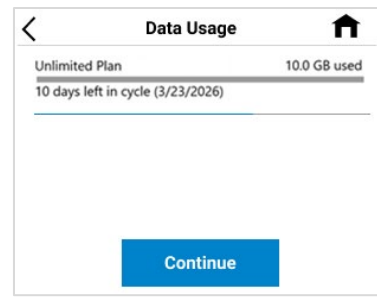 Data Usage
Unlimited Plan 10.0 GB used
10 days left in cycle (3/23/2026)
Continue